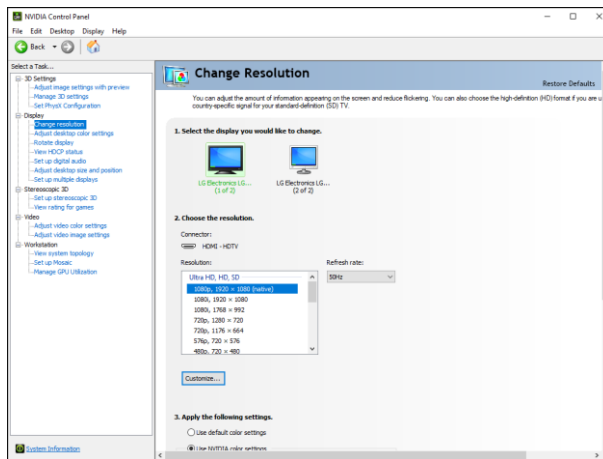 NVIDIA Control Panel
File Edit Desktop Display Help
Back
Select a Task...
3D Settings
Adjust image settings with preview
Manage 3D settings
Set PhysX Configuration
Display
Change resolution
Adjust desktop color settings
Rotate display
View HDCP status
Set up digital audio
Adjust desktop size and position
Set up multiple displays
Stereoscopic 3D
Set up stereoscopic 3D
View rating for games
Video
Adjust video color settings
Adjust video image settings
Workstation
View system topology
Set up Mosaic
Manage GPU Utilization
System Information
Change Resolution
Restore Defaults
You can adjust the amount of information appearing on the screen and reduce flickering. You can also choose the high-definition (HD) format if you are u
country-specific signal for your standard-definition (SD) TV.
1. Select the display you would like to change.
LG Electronics LG... LG Electronics LG...
(1 of 2) (2 of 2)
2. Choose the resolution.
Connector:
HDMI - HDTV
Resolution: Refresh rate:
Ultra HD, HD, SD 50Hz
1080p, 1920 × 1080 (native)
1080i, 1920 × 1080
1080i, 1768 × 992
720p, 1280 × 720
720p, 1176 × 664
576p, 720 × 576
480p, 720 × 480
Customize...
3. Apply the following settings.
Use default color settings
Use NVIDIA color settings